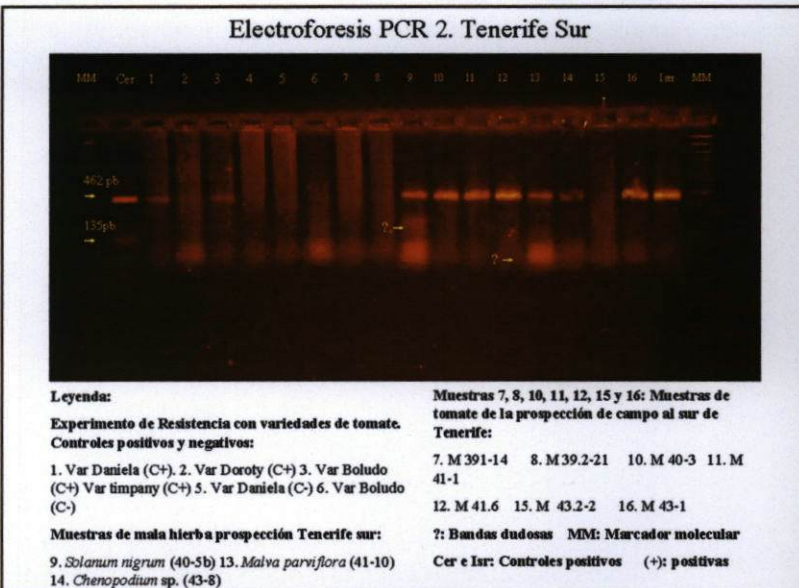 Electroforesis PCR 2. Tenerife Sur
MM Cer 1 2 3 4 5 6 7 8 9 10 11 12 13 14 15 16 Isr MM
462 pb
135pb
?
?
Leyenda:
Experimento de Resistencia con variedades de tomate.
Controles positivos y negativos:
1. Var Daniela (C+). 2. Var Doroty (C+) 3. Var Boludo
(C+) Var timpany (C+) 5. Var Daniela (C-) 6. Var Boludo
(C-)
Muestras de mala hierba prospección Tenerife sur:
9. Solanum nigrum (40-5b) 13. Malva parviflora (41-10)
14. Chenopodium sp. (43-8)
Muestras 7, 8, 10, 11, 12, 15 y 16: Muestras de
tomate de la prospección de campo al sur de
Tenerife:
7. M 391-14 8. M 39.2-21 10. M 40-3 11. M
41-1
12. M 41.6 15. M 43.2-2 16. M 43-1
?: Bandas dudosas MM: Marcador molecular
Cer e Isr: Controles positivos (+): positivas